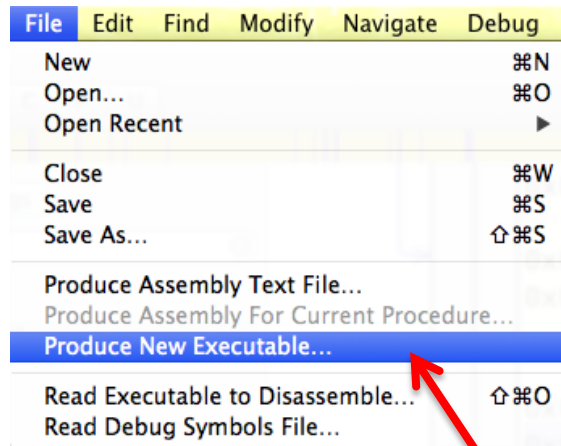 File Edit Find Modify Navigate Debug
New ⌘N
Open... ⌘O
Open Recent ▶
Close ⌘W
Save ⌘S
Save As... ⇧⌘S
Produce Assembly Text File...
Produce Assembly For Current Procedure...
Produce New Executable...
Read Executable to Disassemble... ⇧⌘O
Read Debug Symbols File...